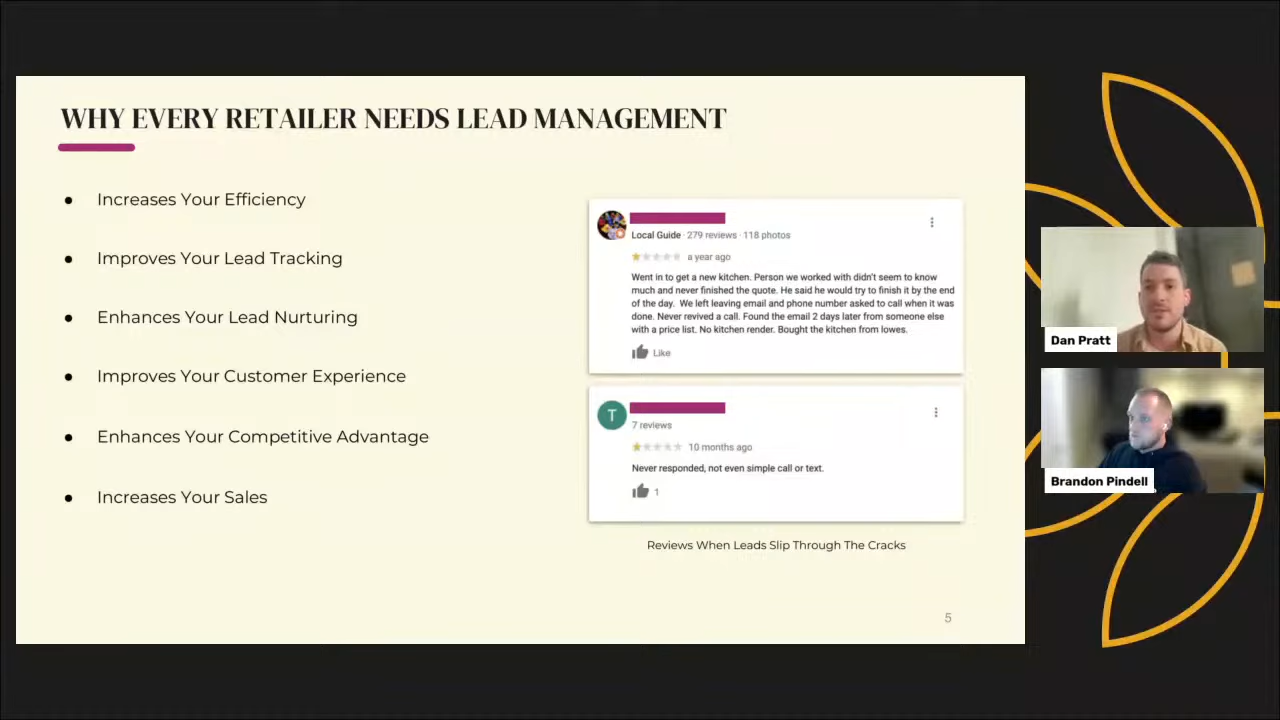 WHY EVERY RETAILER NEEDS LEAD MANAGEMENT
● Increases Your Efficiency
● Improves Your Lead Tracking
● Enhances Your Lead Nurturing
● Improves Your Customer Experience
● Enhances Your Competitive Advantage
● Increases Your Sales
Local Guide · 279 reviews · 118 photos
a year ago
Went in to get a new kitchen. Person we worked with didn't seem to know
much and never finished the quote. He said he would try to finish it by the end
of the day. We left leaving email and phone number asked to call when it was
done. Never revived a call. Found the email 2 days later from someone else
with a price list. No kitchen render. Bought the kitchen from lowes.
Like
T
7 reviews
10 months ago
Never responded, not even simple call or text.
1
Reviews When Leads Slip Through The Cracks
5
Dan Pratt
Brandon Pindell